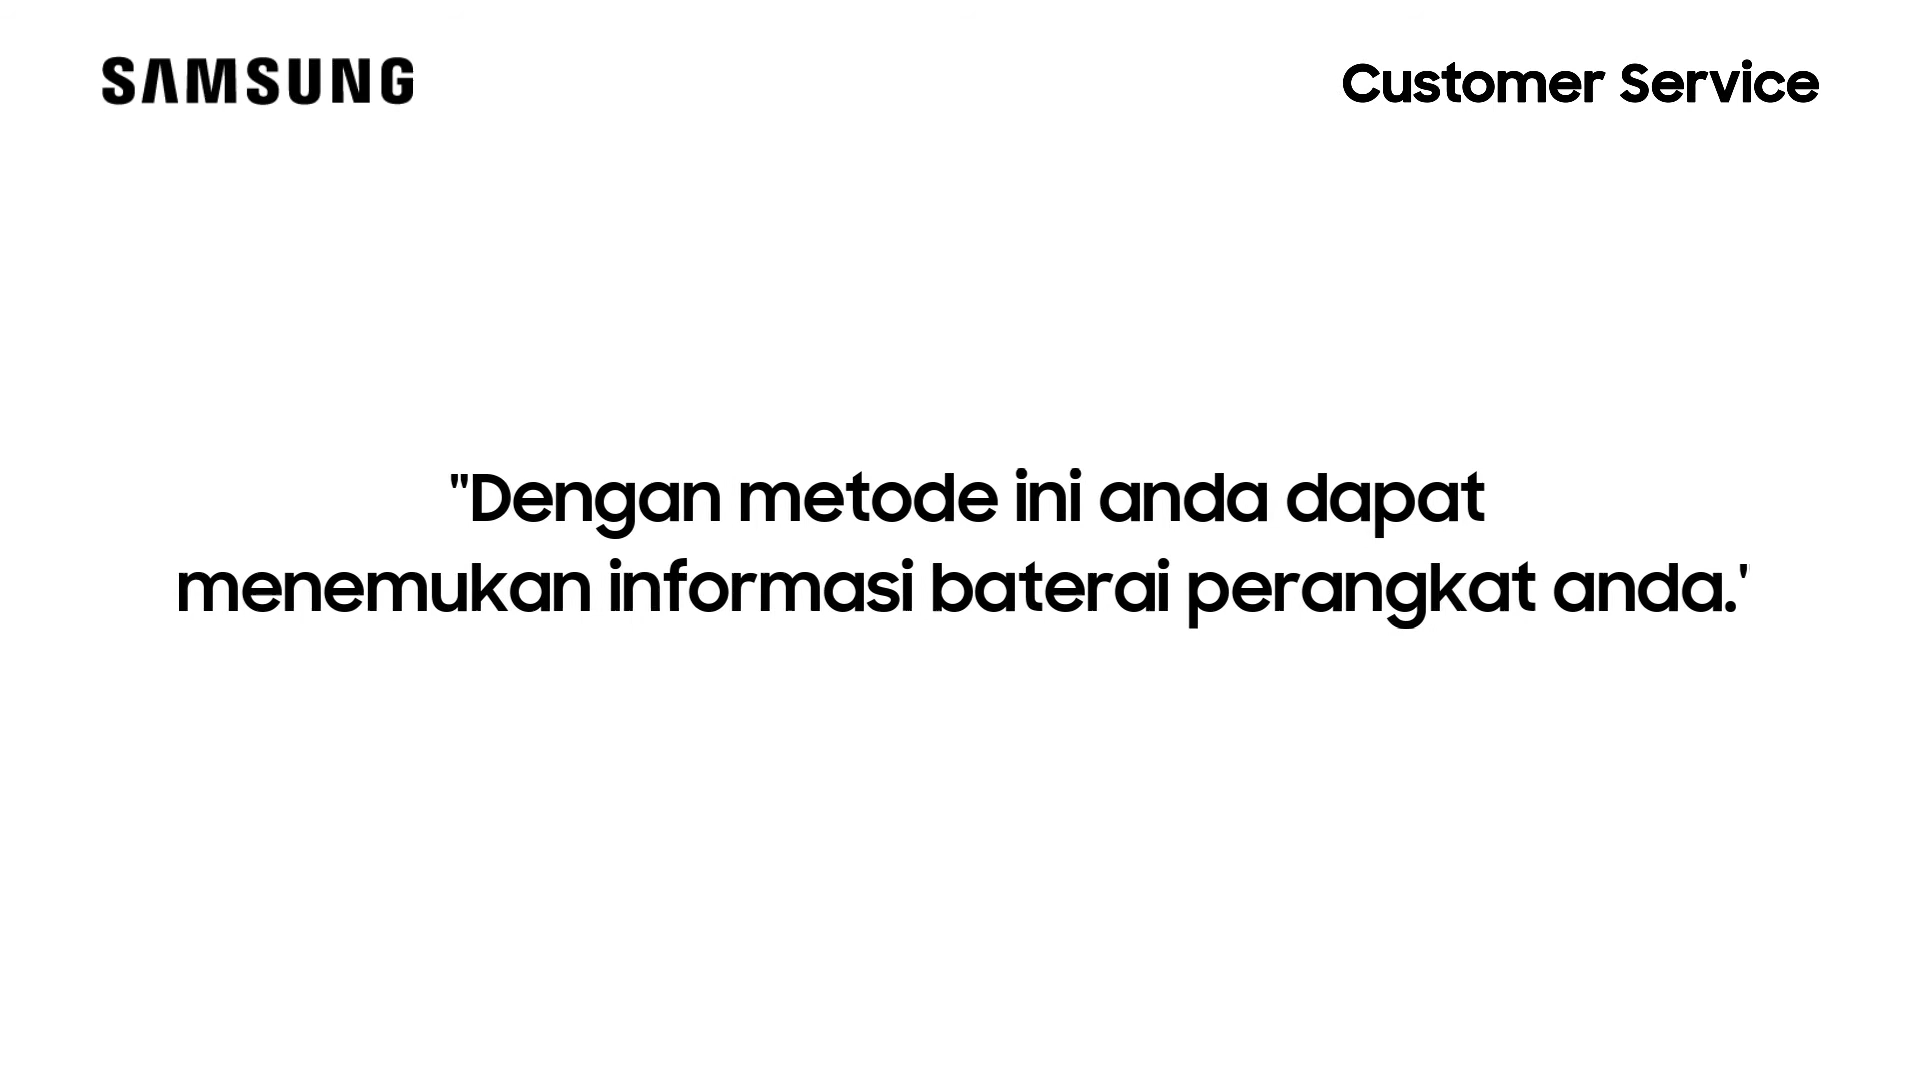 SAMSUNG
Customer Service
"Dengan metode ini anda dapat
menemukan informasi baterai perangkat anda.'